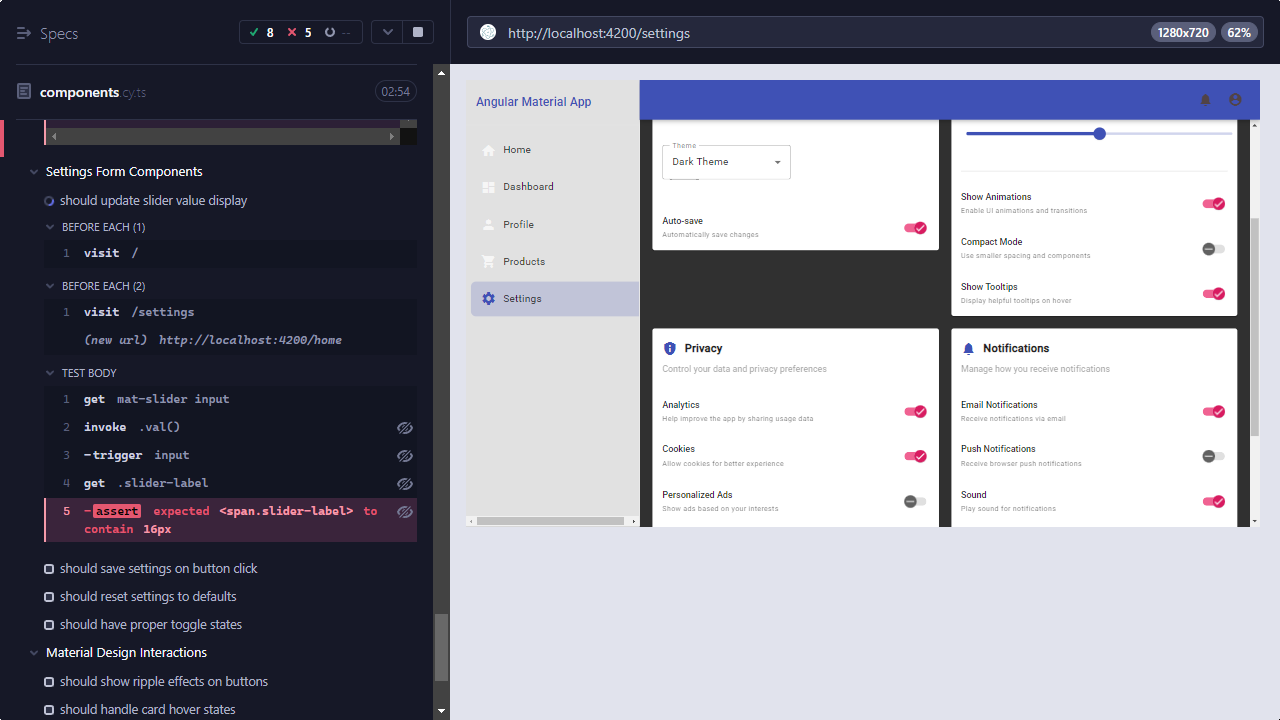 Specs
8
5
--
components.cy.ts
02:54
Settings Form Components
should update slider value display
BEFORE EACH (1)
1 visit /
BEFORE EACH (2)
1 visit /settings
(new url) http://localhost:4200/home
TEST BODY
1 get mat-slider input
2 invoke .val()
3 -trigger input
4 get .slider-label
5 -assert expected <span.slider-label> to
contain 16px
should save settings on button click
should reset settings to defaults
should have proper toggle states
Material Design Interactions
should show ripple effects on buttons
should handle card hover states
http://localhost:4200/settings
1280x720
62%
Angular Material App
Home
Dashboard
Profile
Products
Settings
Theme
Dark Theme
Auto-save
Automatically save changes
Show Animations
Enable UI animations and transitions
Compact Mode
Use smaller spacing and components
Show Tooltips
Display helpful tooltips on hover
Privacy
Control your data and privacy preferences
Analytics
Help improve the app by sharing usage data
Cookies
Allow cookies for better experience
Personalized Ads
Show ads based on your interests
Notifications
Manage how you receive notifications
Email Notifications
Receive notifications via email
Push Notifications
Receive browser push notifications
Sound
Play sound for notifications